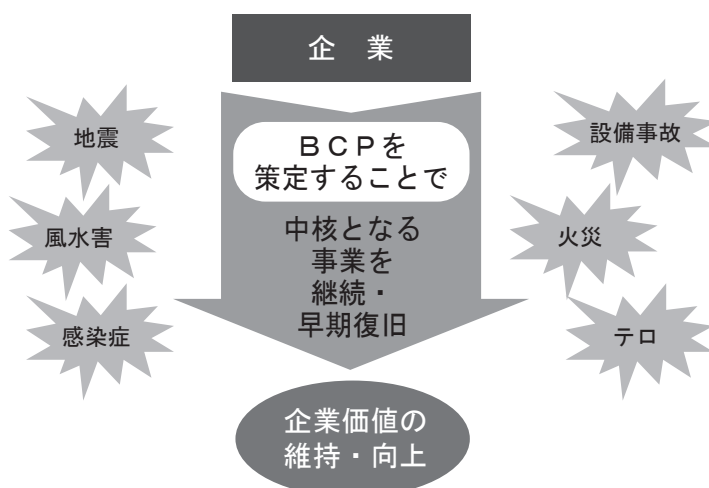 企　業
地震
風水害
感染症
ＢＣＰを
策定することで
中核となる
事業を
継続・
早期復旧
設備事故
火災
テロ
企業価値の
維持・向上